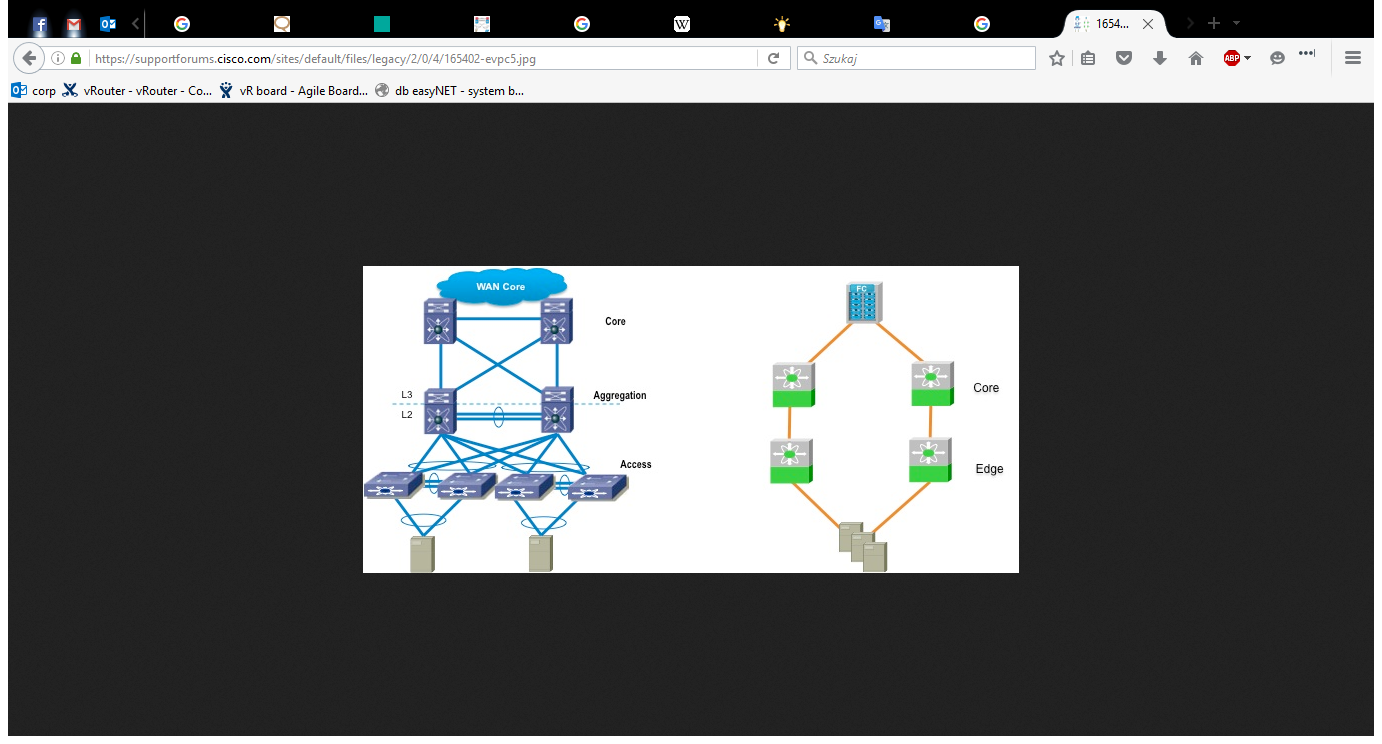 1654...
https://supportforums.cisco.com/sites/default/files/legacy/2/0/4/165402-evpc5.jpg
Szukaj
ABP
corp
vRouter - vRouter - Co...
vR board - Agile Board...
db easyNET - system b...
WAN Core
Core
L3
Aggregation
L2
Access
FC
Core
Edge